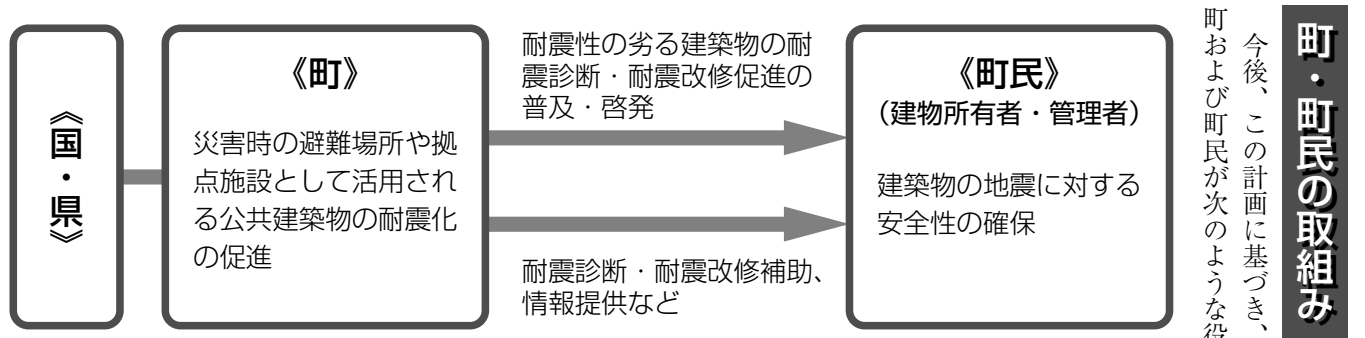 町・町民の取組み
今後、この計画に基づき、
町および町民が次のような役
《国・県》
《町》
災害時の避難場所や拠
点施設として活用され
る公共建築物の耐震化
の促進
耐震性の劣る建築物の耐
震診断・耐震改修促進の
普及・啓発
耐震診断・耐震改修補助、
情報提供など
《町民》
（建物所有者・管理者）
建築物の地震に対する
安全性の確保